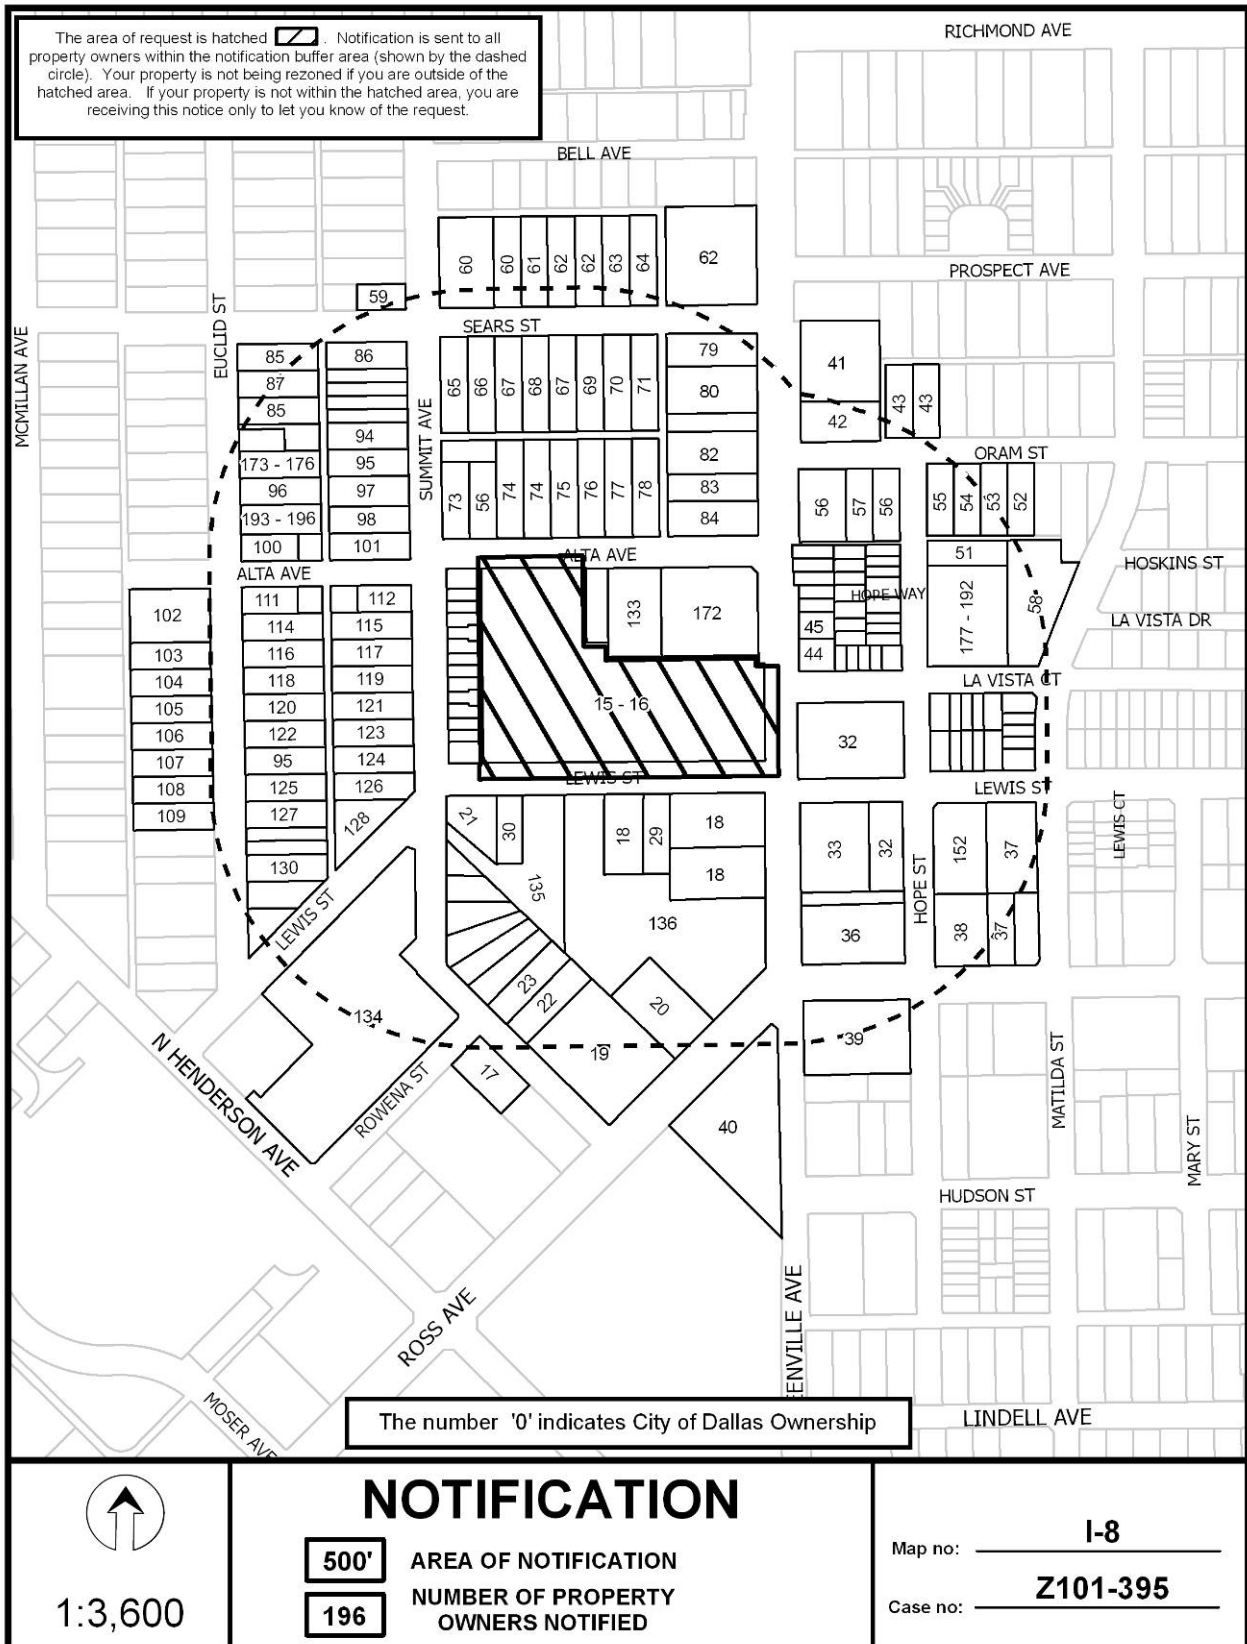 The area of request is hatched . Notification is sent to all
property owners within the notification buffer area (shown by the dashed
circle). Your property is not being rezoned if you are outside of the
hatched area. If your property is not within the hatched area, you are
receiving this notice only to let you know of the request.
RICHMOND AVE
BELL AVE
PROSPECT AVE
60
60
61
62
62
63
64
62
59
SEARS ST
EUCLID ST
MCMILLAN AVE
SUMMIT AVE
85
86
87
85
94
173 - 176
95
96
97
193 - 196
98
100
101
65
66
67
68
67
69
70
71
79
80
82
83
84
73
56
74
74
75
76
77
78
41
42
43
43
ORAM ST
56
57
56
55
54
53
52
ALTA AVE
ALTA AVE
HOSKINS ST
HOPE WAY
LA VISTA DR
51
177 - 192
58
45
44
LA VISTA CT
102
103
104
105
106
107
108
109
111
112
114
115
116
117
118
119
120
121
122
123
95
124
125
126
127
128
130
133
172
15 - 16
32
LEWIS ST
LEWIS ST
LEWIS CT
21
30
18
29
18
18
135
136
33
32
36
HOPE ST
152
37
38
37
LEWIS ST
134
23
22
20
19
17
39
40
N HENDERSON AVE
ROWENA ST
MATILDA ST
MARY ST
HUDSON ST
ROSS AVE
EENVILLE AVE
MOSER AVE
LINDELL AVE
The number '0' indicates City of Dallas Ownership
1:3,600
NOTIFICATION
500' AREA OF NOTIFICATION
196 NUMBER OF PROPERTY
OWNERS NOTIFIED
Map no: I-8
Case no: Z101-395